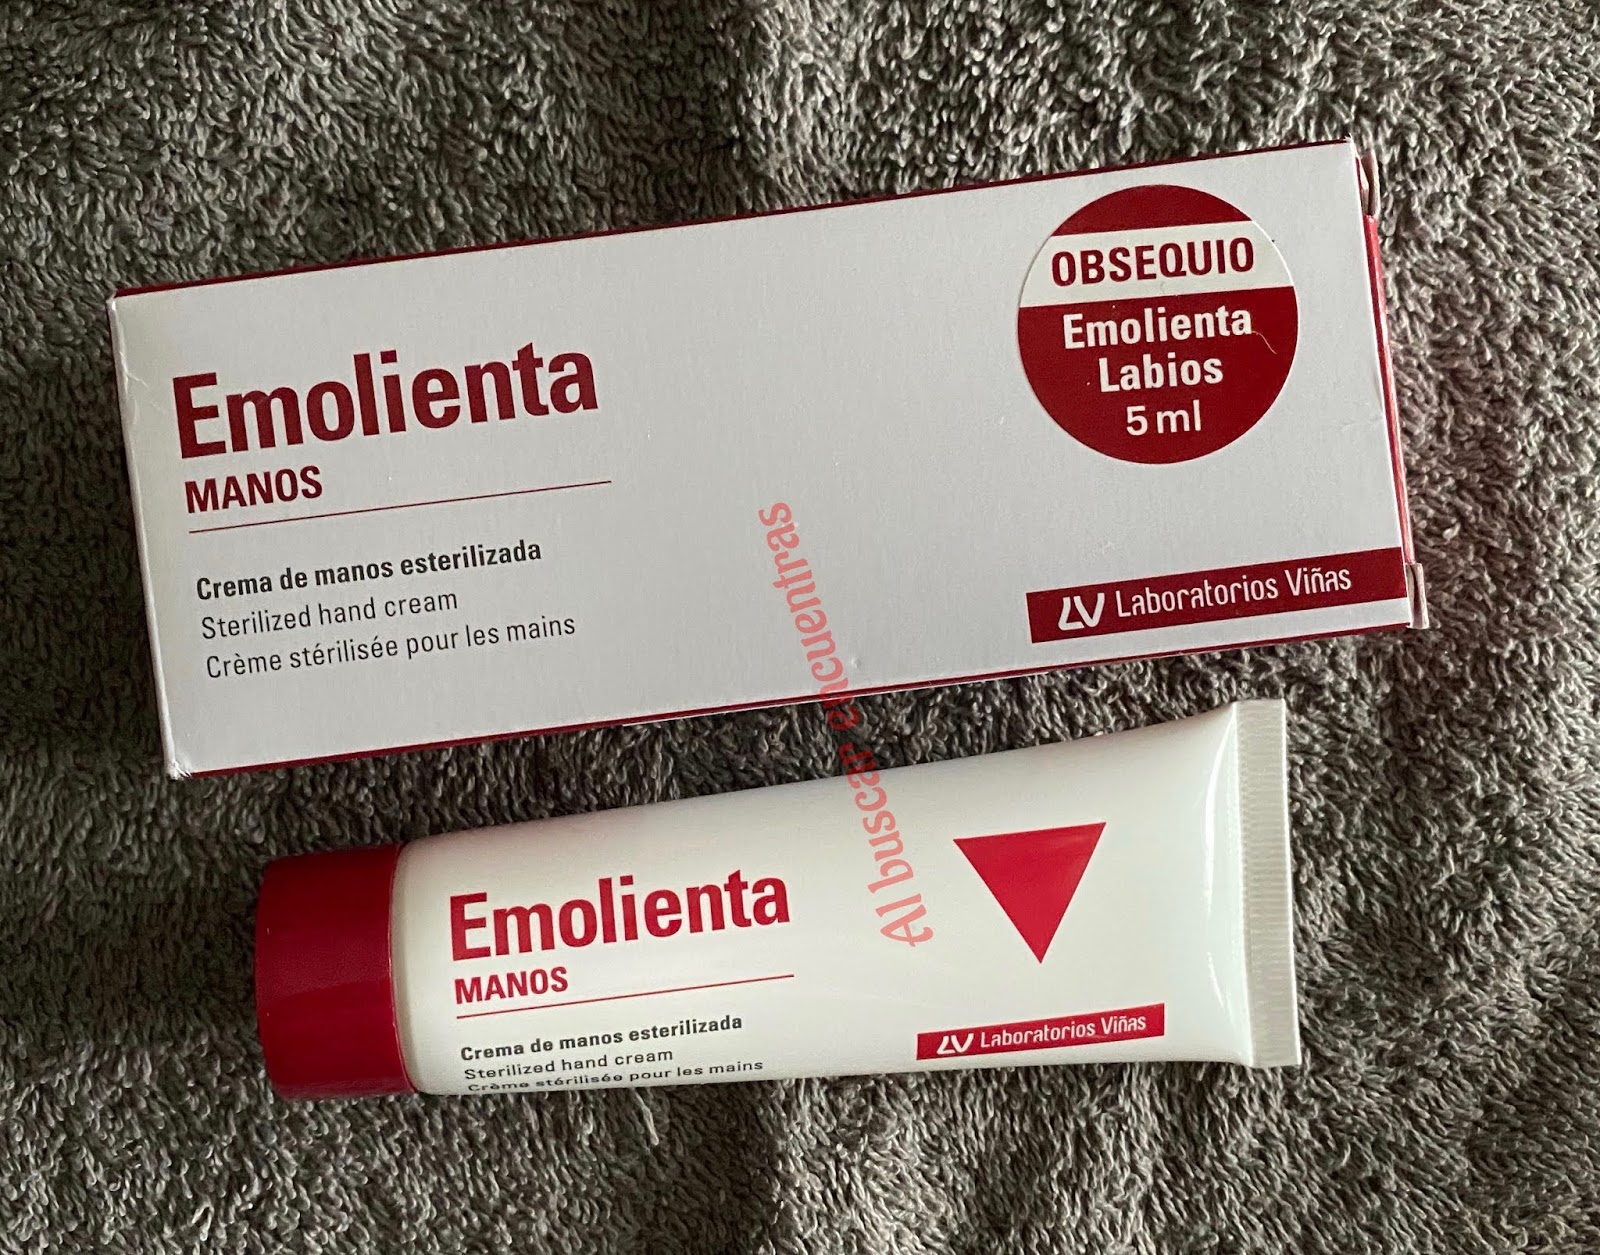 Emolienta
MANOS
Crema de manos esterilizada
Sterilized hand cream
Crème stérilisée pour les mains
OBSEQUIO
Emolienta
Labios
5 ml
LV Laboratorios Viñas
Al buscar encuentras
Emolienta
MANOS
Crema de manos esterilizada
Sterilized hand cream
Crème stérilisée pour les mains
LV Laboratorios Viñas